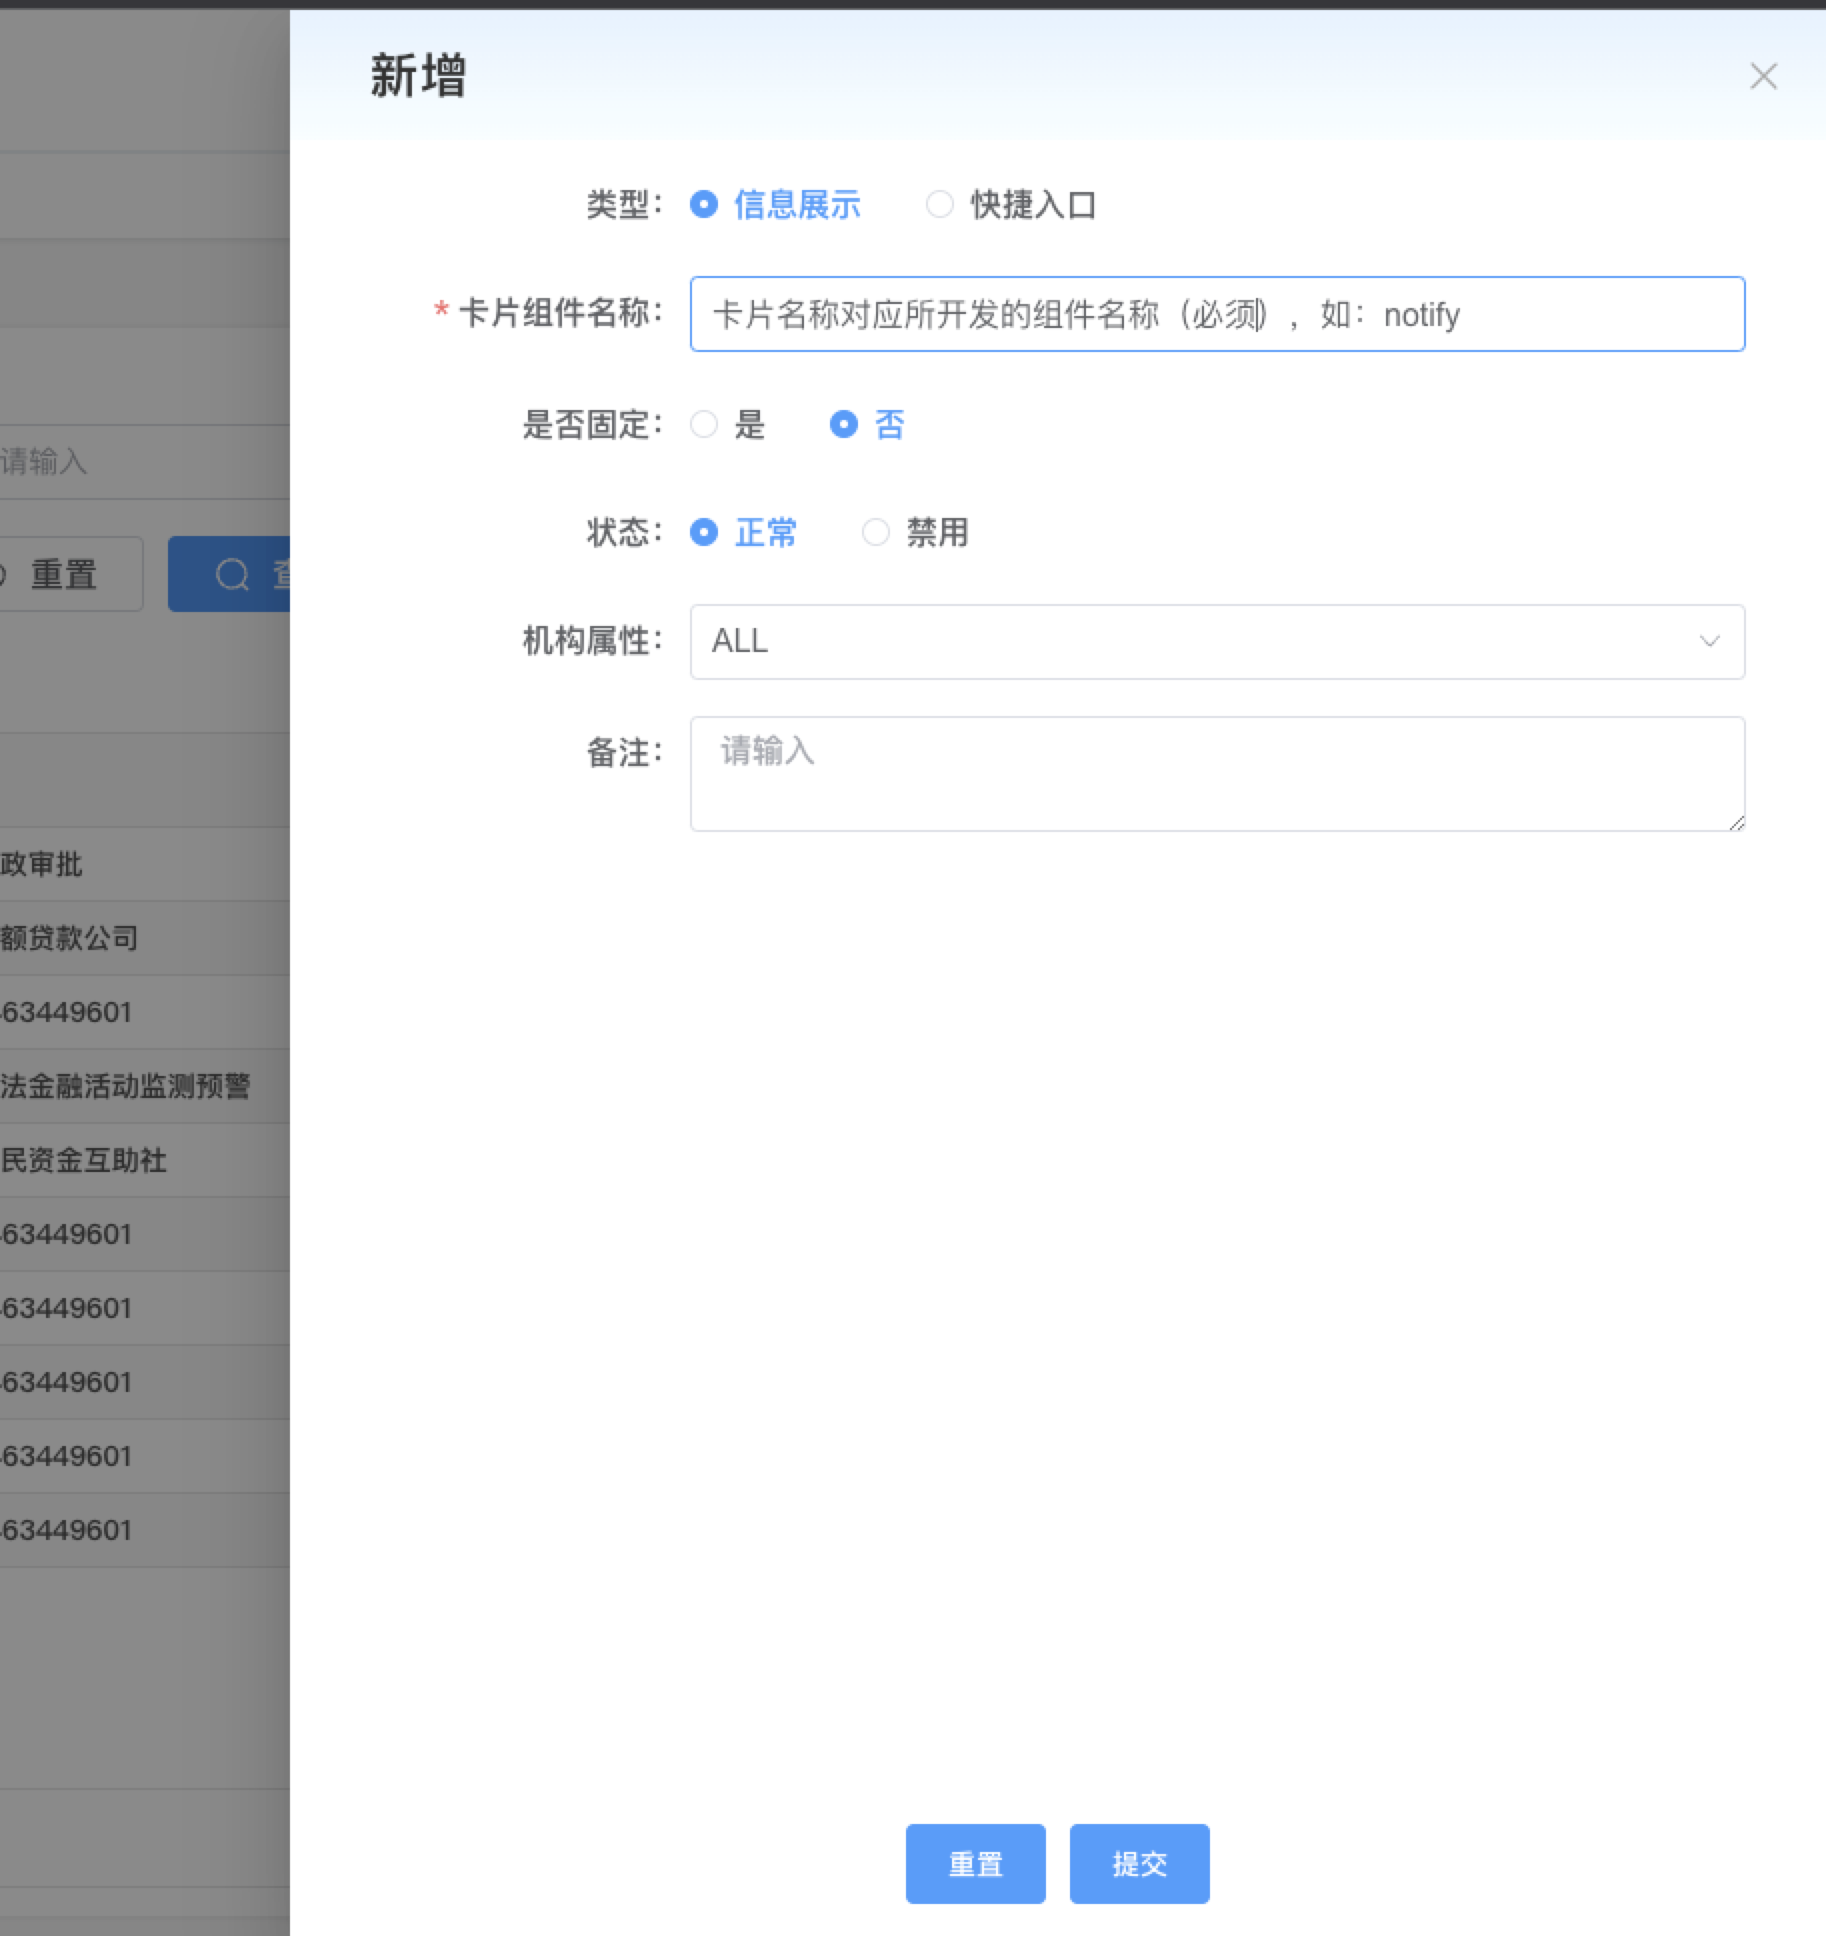 新增
类型： 信息展示 快捷入口
* 卡片组件名称： 卡片名称对应所开发的组件名称（必须），如：notify
是否固定： 是 否
状态： 正常 禁用
机构属性： ALL
备注： 请输入
重置 提交
请输入
重置
政审批
额贷款公司
63449601
法金融活动监测预警
民资金互助社
63449601
63449601
63449601
63449601
63449601